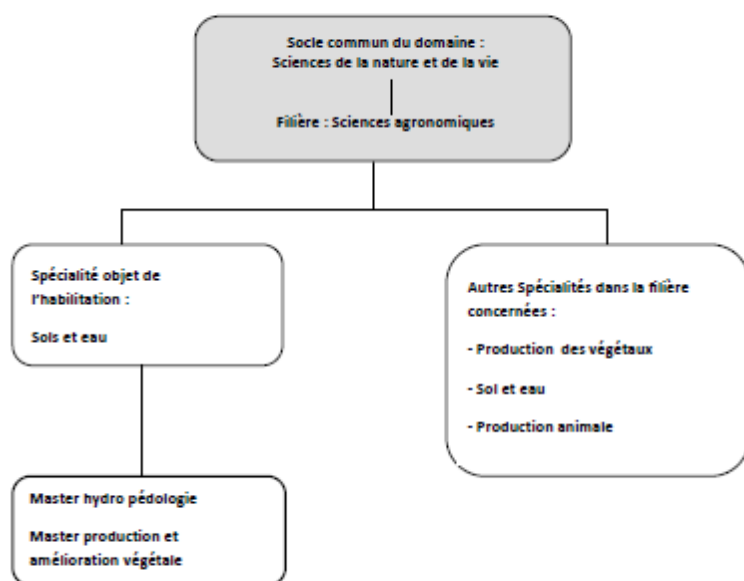 Socle commun du domaine :
Sciences de la nature et de la vie
Filière : Sciences agronomiques
Spécialité objet de
l'habilitation :
Sols et eau
Autres Spécialités dans la filière
concernées :
- Production des végétaux
- Sol et eau
- Production animale
Master hydro pédologie
Master production et
amélioration végétale